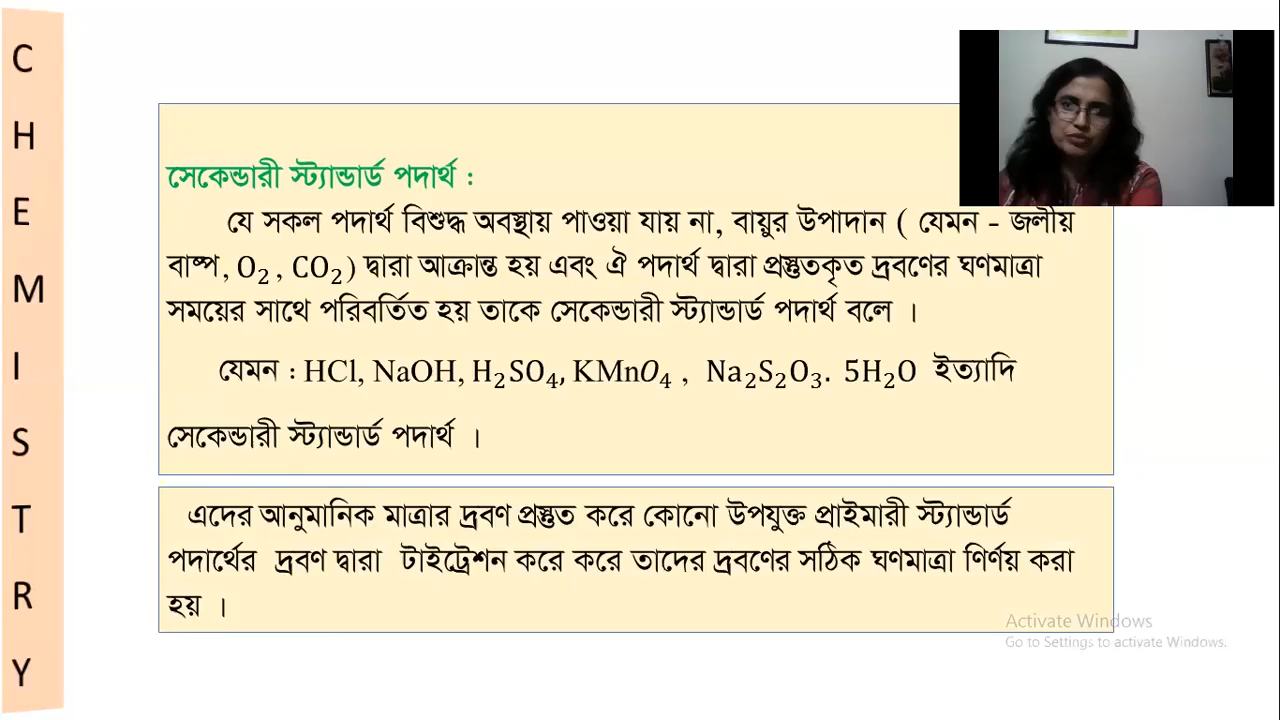 C
H
E
M
I
S
T
R
Y
সেকেন্ডারী স্ট্যান্ডার্ড পদার্থ :
যে সকল পদার্থ বিশুদ্ধ অবস্থায় পাওয়া যায় না, বায়ুর উপাদান ( যেমন - জলীয়
বাষ্প, O₂ , CO₂) দ্বারা আক্রান্ত হয় এবং ঐ পদার্থ দ্বারা প্রস্তুতকৃত দ্রবণের ঘণমাত্রা
সময়ের সাথে পরিবর্তিত হয় তাকে সেকেন্ডারী স্ট্যান্ডার্ড পদার্থ বলে ।
যেমন : HCl, NaOH, H₂SO₄, KMnO₄ , Na₂S₂O₃. 5H₂O ইত্যাদি
সেকেন্ডারী স্ট্যান্ডার্ড পদার্থ ।
এদের আনুমানিক মাত্রার দ্রবণ প্রস্তুত করে কোনো উপযুক্ত প্রাইমারী স্ট্যান্ডার্ড
পদার্থের দ্রবণ দ্বারা টাইট্রেশন করে করে তাদের দ্রবণের সঠিক ঘণমাত্রা ণির্ণয় করা
হয় ।
Activate Windows
Go to Settings to activate Windows.